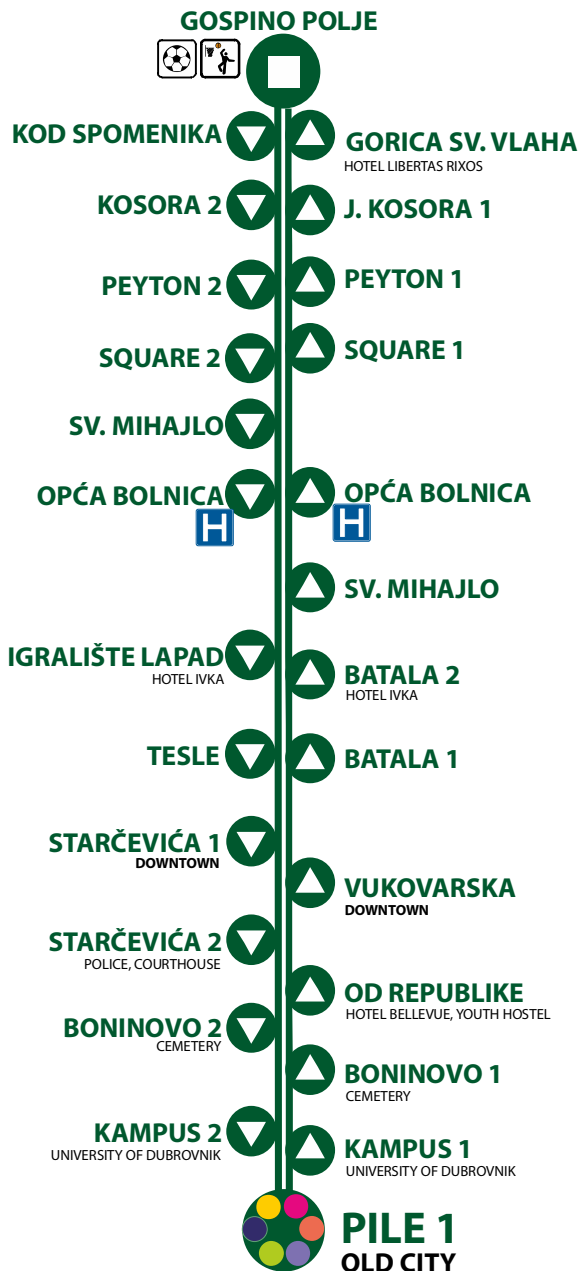 GOSPINO POLJE
KOD SPOMENIKA
GORICA SV. VLAHA
HOTEL LIBERTAS RIXOS
KOSORA 2
J. KOSORA 1
PEYTON 2
PEYTON 1
SQUARE 2
SQUARE 1
SV. MIHAJLO
OPĆA BOLNICA
H
OPĆA BOLNICA
H
SV. MIHAJLO
IGRALIŠTE LAPAD
HOTEL IVKA
BATALA 2
HOTEL IVKA
TESLE
BATALA 1
STARČEVIĆA 1
DOWNTOWN
VUKOVARSKA
DOWNTOWN
STARČEVIĆA 2
POLICE, COURTHOUSE
OD REPUBLIKE
HOTEL BELLEVUE, YOUTH HOSTEL
BONINOVO 2
CEMETERY
BONINOVO 1
CEMETERY
KAMPUS 2
UNIVERSITY OF DUBROVNIK
KAMPUS 1
UNIVERSITY OF DUBROVNIK
PILE 1
OLD CITY